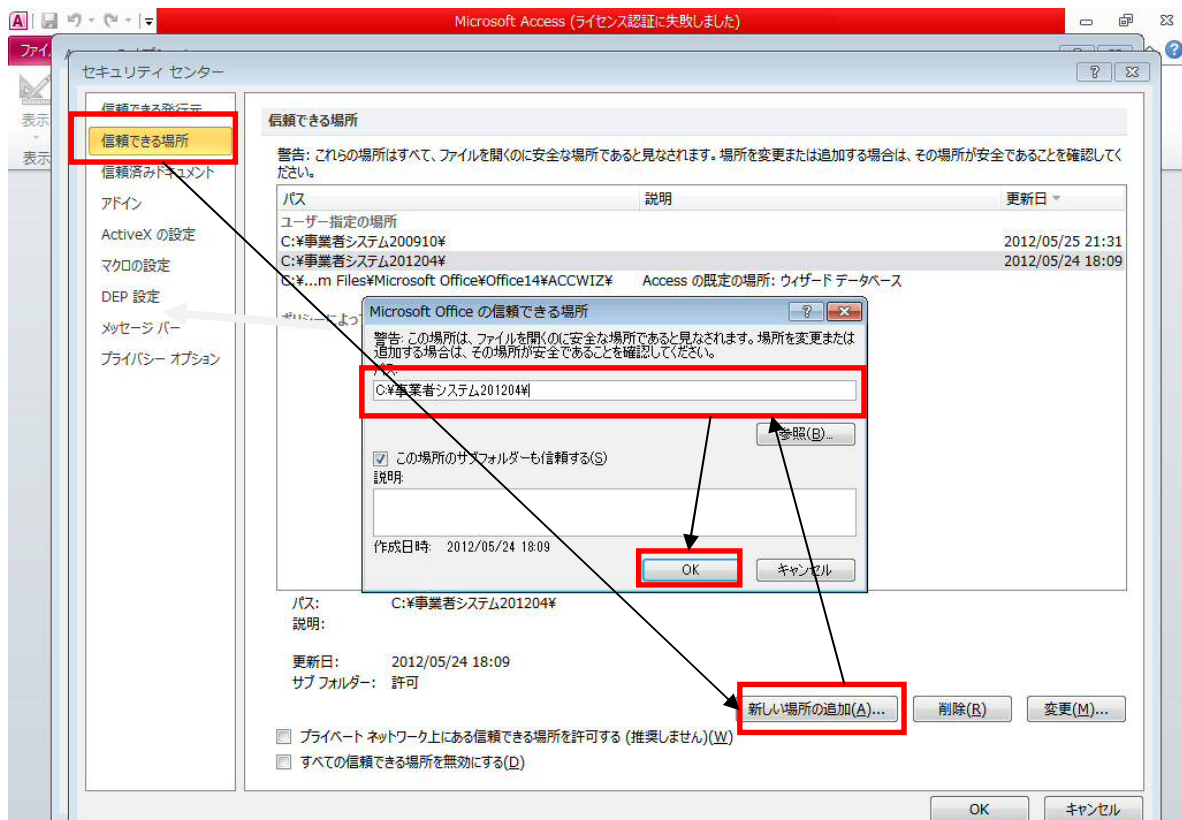 Microsoft Access (ライセンス認証に失敗しました)
ファイ
セキュリティ センター
表示
表示
信頼できる発行元
信頼できる場所
信頼済みドキュメント
アドイン
ActiveX の設定
マクロの設定
DEP 設定
メッセージ バー
プライバシー オプション
信頼できる場所
警告: これらの場所はすべて、ファイルを開くのに安全な場所であると見なされます。場所を変更または追加する場合は、その場所が安全であることを確認してく
ださい。
パス 説明 更新日
ユーザー指定の場所
C:¥事業者システム200910¥ 2012/05/25 21:31
C:¥事業者システム201204¥ 2012/05/24 18:09
C:¥...m Files¥Microsoft Office¥Office14¥ACCWIZ¥ Access の既定の場所: ウィザード データベース
ポリシーによっ
Microsoft Office の信頼できる場所
警告: この場所は、ファイルを開くのに安全な場所であると見なされます。場所を変更または
追加する場合は、その場所が安全であることを確認してください。
パス:
C:¥事業者システム201204¥
参照(B)...
この場所のサブフォルダーも信頼する(S)
説明:
作成日時: 2012/05/24 18:09
OK キャンセル
パス: C:¥事業者システム201204¥
説明:
更新日: 2012/05/24 18:09
サブ フォルダー: 許可
新しい場所の追加(A)... 削除(R) 変更(M)...
プライベート ネットワーク上にある信頼できる場所を許可する (推奨しません)(W)
すべての信頼できる場所を無効にする(D)
OK キャンセル